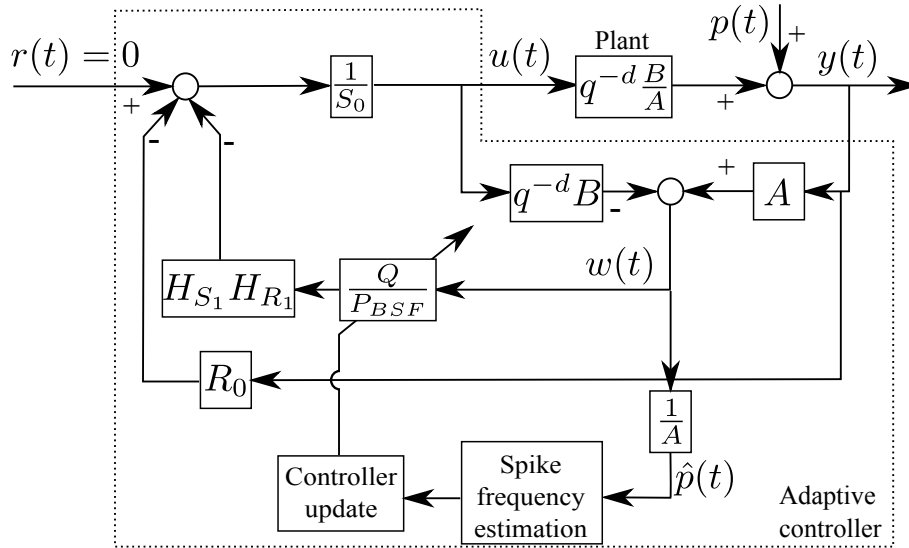 r(t) = 0
+
-
-
1/S_0
u(t)
Plant
q^{-d} B/A
+
p(t)
+
y(t)
q^{-d}B
-
+
A
w(t)
H_{S_1}H_{R_1}
Q/P_{BSF}
R_0
1/A
p̂(t)
Controller
update
Spike
frequency
estimation
Adaptive
controller